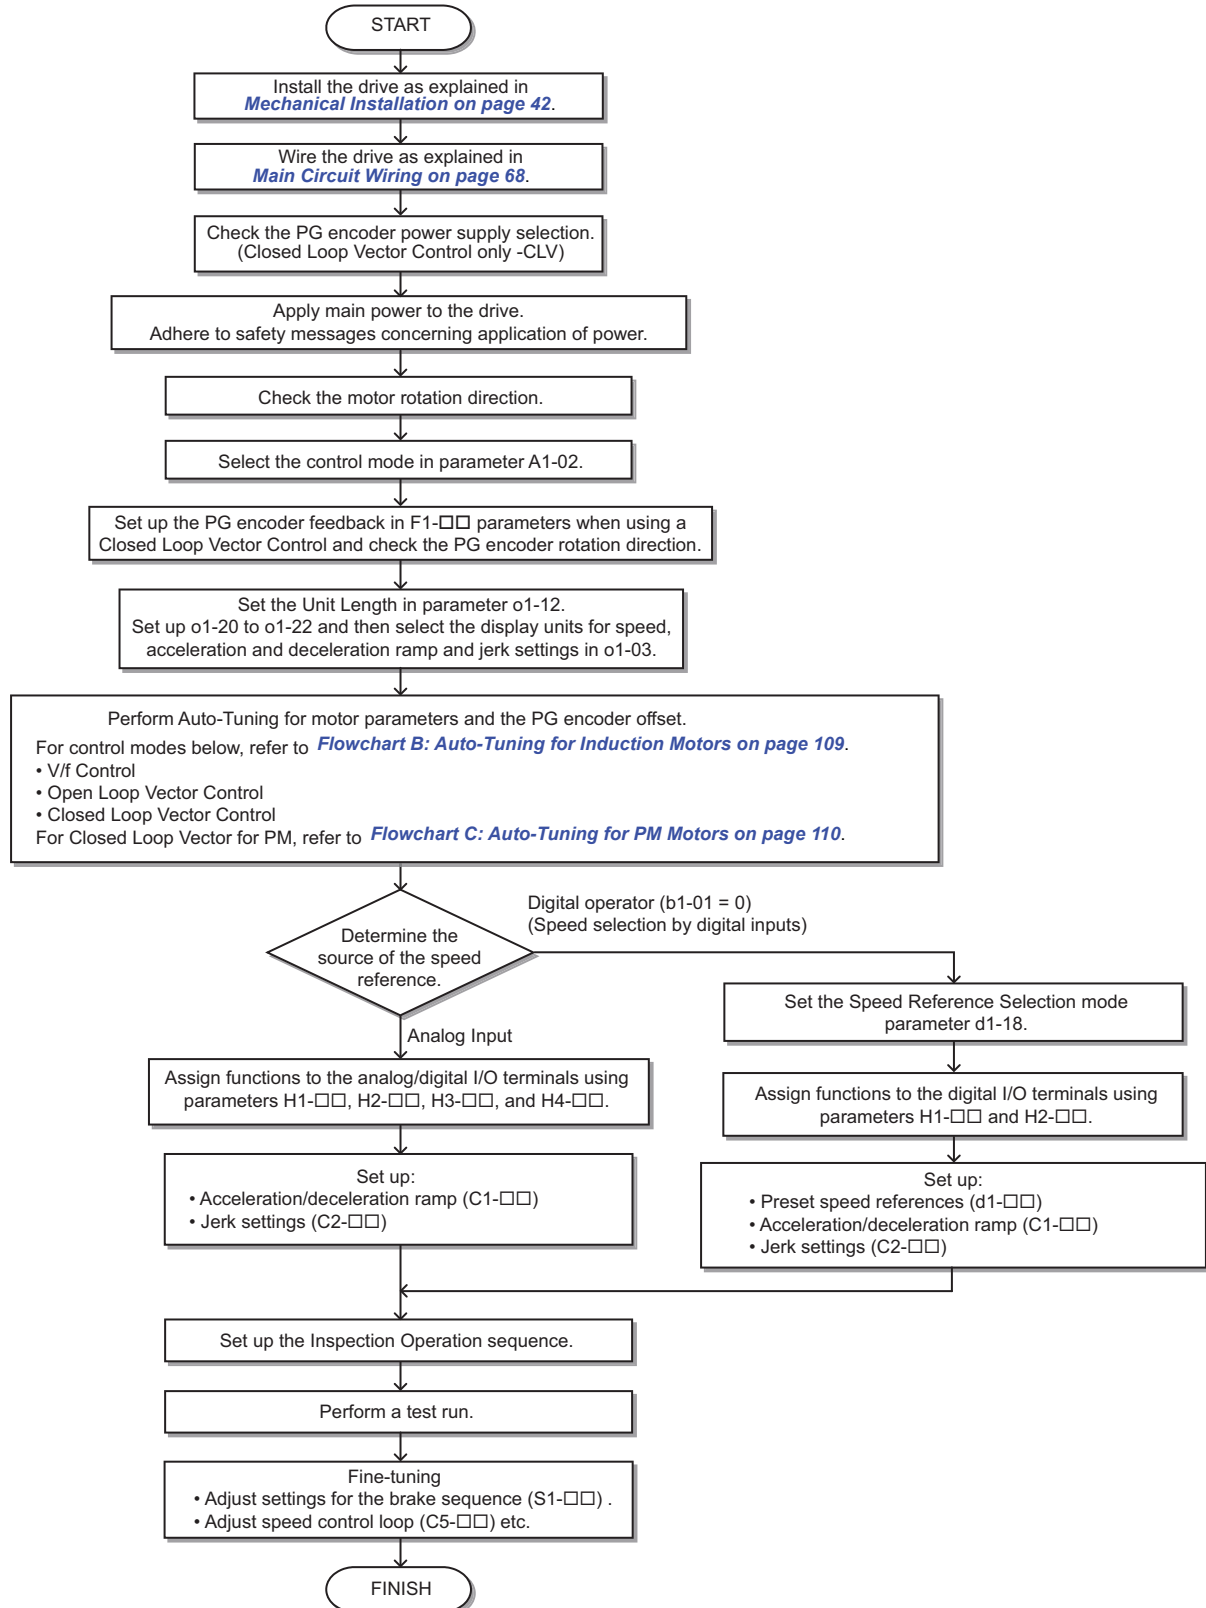 START
Install the drive as explained in
Mechanical Installation on page 42.
Wire the drive as explained in
Main Circuit Wiring on page 68.
Check the PG encoder power supply selection.
(Closed Loop Vector Control only -CLV)
Apply main power to the drive.
Adhere to safety messages concerning application of power.
Check the motor rotation direction.
Select the control mode in parameter A1-02.
Set up the PG encoder feedback in F1-□□ parameters when using a
Closed Loop Vector Control and check the PG encoder rotation direction.
Set the Unit Length in parameter o1-12.
Set up o1-20 to o1-22 and then select the display units for speed,
acceleration and deceleration ramp and jerk settings in o1-03.
Perform Auto-Tuning for motor parameters and the PG encoder offset.
For control modes below, refer to Flowchart B: Auto-Tuning for Induction Motors on page 109.
• V/f Control
• Open Loop Vector Control
• Closed Loop Vector Control
For Closed Loop Vector for PM, refer to Flowchart C: Auto-Tuning for PM Motors on page 110.
Determine the
source of the speed
reference.
Digital operator (b1-01 = 0)
(Speed selection by digital inputs)
Analog Input
Assign functions to the analog/digital I/O terminals using
parameters H1-□□, H2-□□, H3-□□, and H4-□□.
Set up:
• Acceleration/deceleration ramp (C1-□□)
• Jerk settings (C2-□□)
Set the Speed Reference Selection mode
parameter d1-18.
Assign functions to the digital I/O terminals using
parameters H1-□□ and H2-□□.
Set up:
• Preset speed references (d1-□□)
• Acceleration/deceleration ramp (C1-□□)
• Jerk settings (C2-□□)
Set up the Inspection Operation sequence.
Perform a test run.
Fine-tuning
• Adjust settings for the brake sequence (S1-□□) .
• Adjust speed control loop (C5-□□) etc.
FINISH